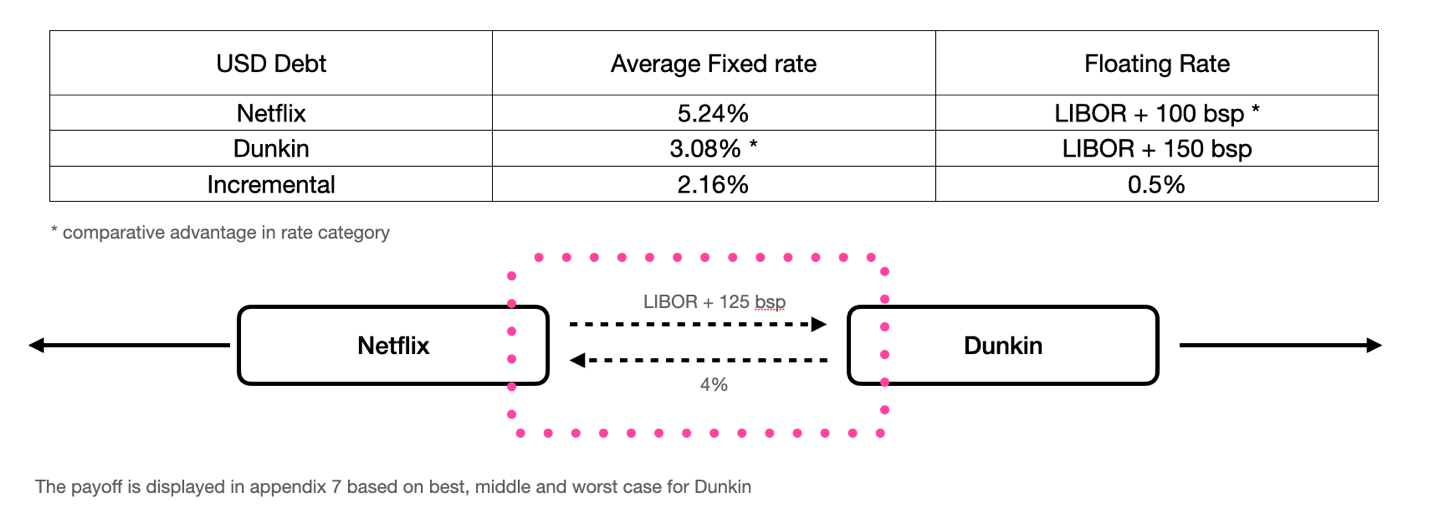 USD Debt Average Fixed rate Floating Rate
Netflix 5.24% LIBOR + 100 bsp *
Dunkin 3.08% * LIBOR + 150 bsp
Incremental 2.16% 0.5%
* comparative advantage in rate category
LIBOR + 125 bsp
Netflix Dunkin
4%
The payoff is displayed in appendix 7 based on best, middle and worst case for Dunkin